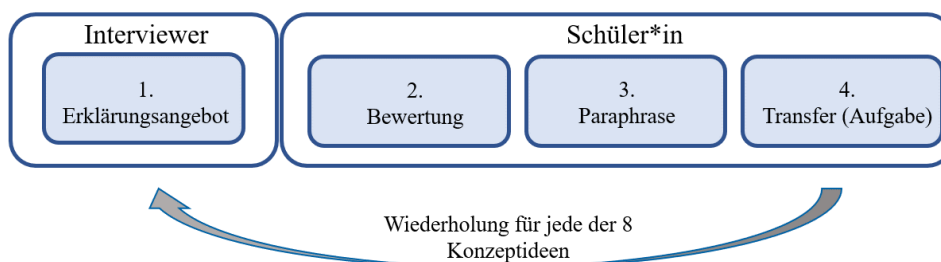 Interviewer
1.
Erklärungsangebot
Schüler*in
2.
Bewertung
3.
Paraphrase
4.
Transfer (Aufgabe)
Wiederholung für jede der 8
Konzeptideen